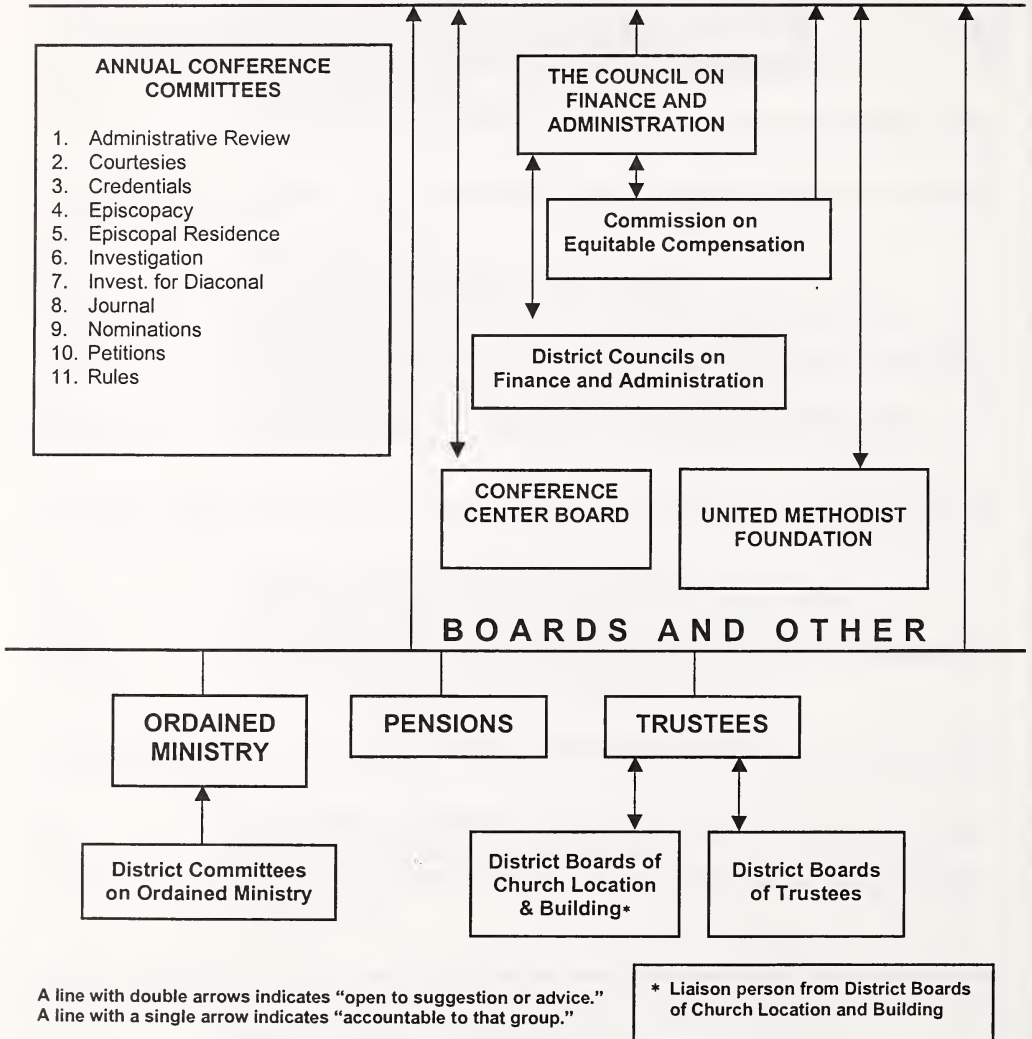 ANNUAL CONFERENCE
COMMITTEES
1. Administrative Review
2. Courtesies
3. Credentials
4. Episcopacy
5. Episcopal Residence
6. Investigation
7. Invest. for Diaconal
8. Journal
9. Nominations
10. Petitions
11. Rules
THE COUNCIL ON
FINANCE AND
ADMINISTRATION
Commission on
Equitable Compensation
District Councils on
Finance and Administration
CONFERENCE
CENTER BOARD
UNITED METHODIST
FOUNDATION
BOARDS AND OTHER
ORDAINED
MINISTRY
PENSIONS
TRUSTEES
District Committees
on Ordained Ministry
District Boards of
Church Location
& Building*
District Boards
of Trustees
A line with double arrows indicates “open to suggestion or advice.”
A line with a single arrow indicates “accountable to that group.”
* Liaison person from District Boards
of Church Location and Building